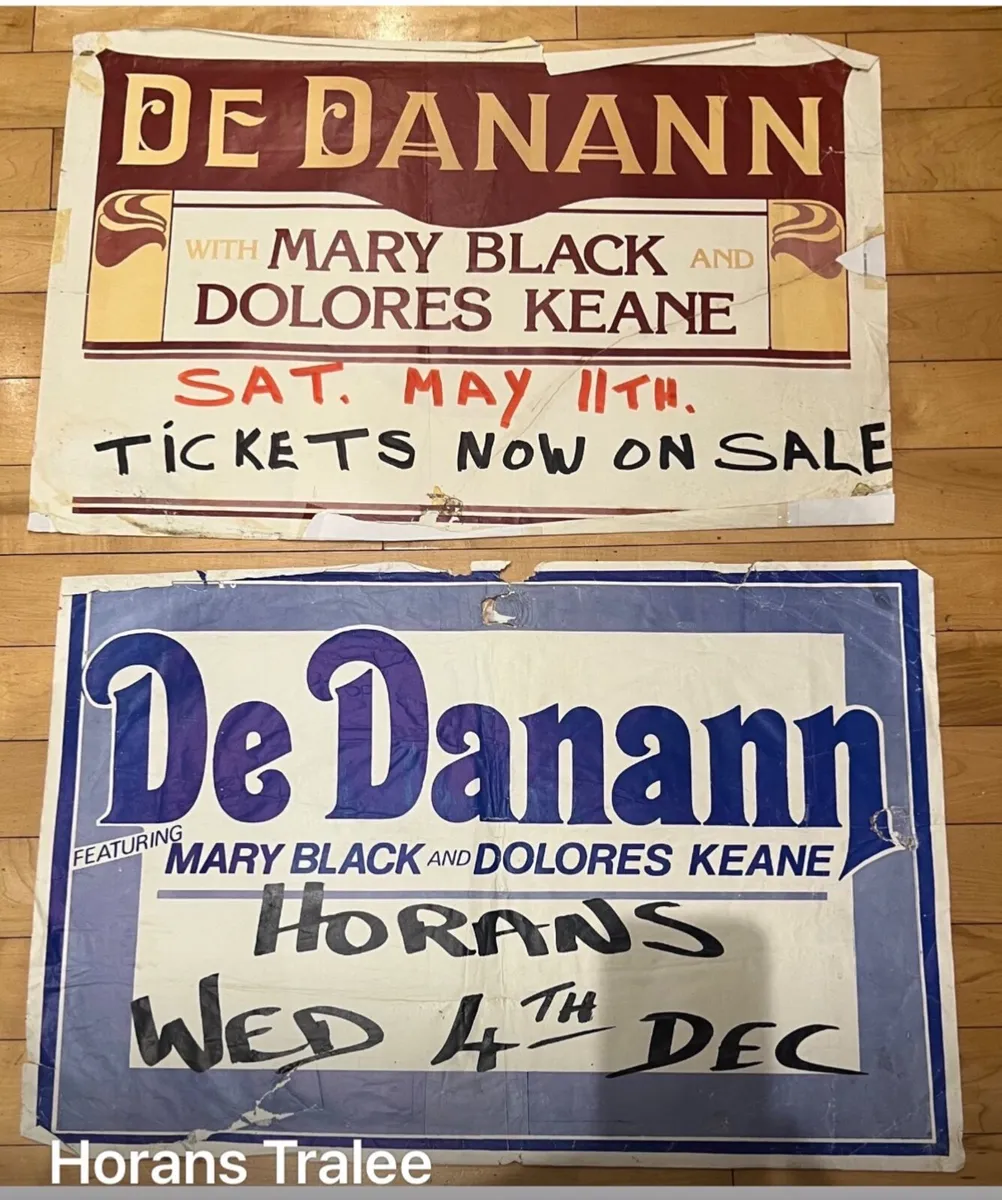 DE DANANN
WITH MARY BLACK AND
DOLORES KEANE
SAT. MAY 11TH.
TICKETS NOW ON SALE
De Danann
FEATURING MARY BLACK AND DOLORES KEANE
HORANS
WED 4TH DEC
Horans Tralee